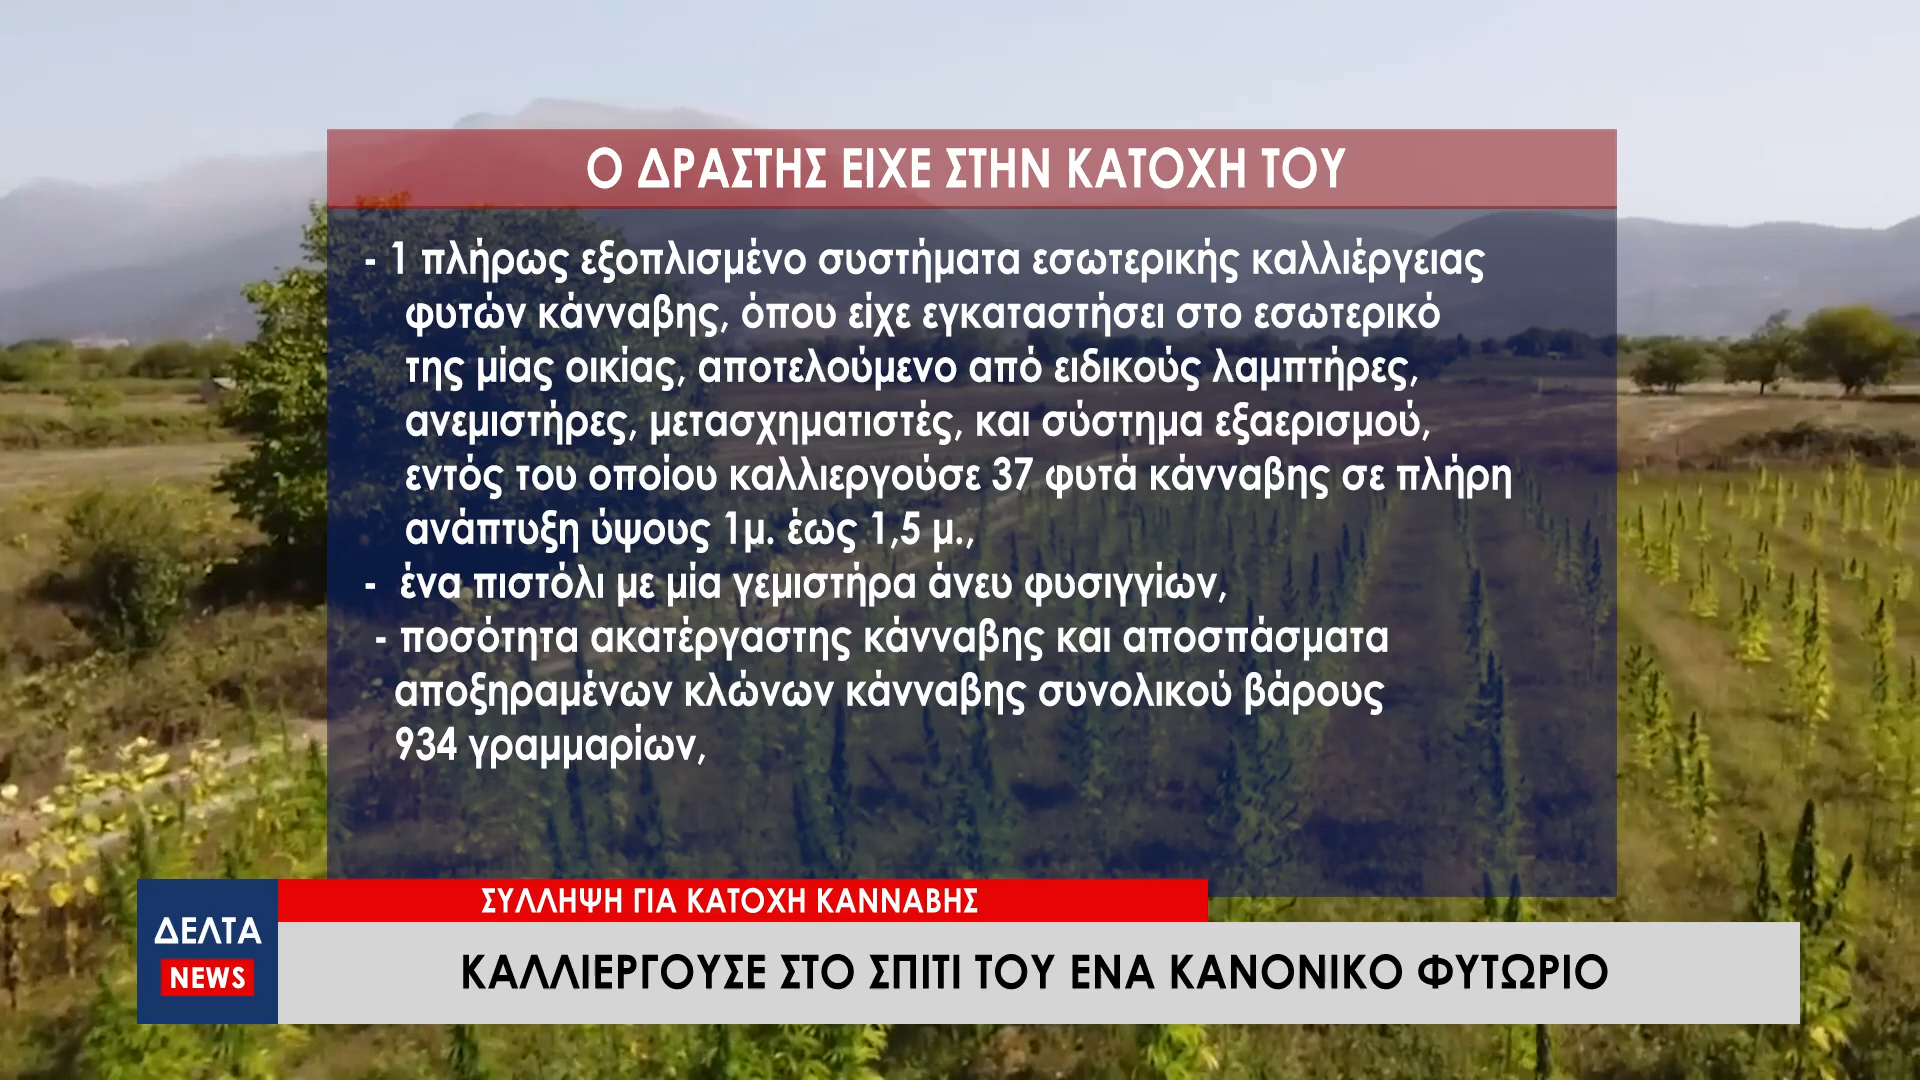 Ο ΔΡΑΣΤΗΣ ΕΙΧΕ ΣΤΗΝ ΚΑΤΟΧΗ ΤΟΥ
- 1 πλήρως εξοπλισμένο συστήματα εσωτερικής καλλιέργειας
φυτών κάνναβης, όπου είχε εγκαταστήσει στο εσωτερικό
της μίας οικίας, αποτελούμενο από ειδικούς λαμπτήρες,
ανεμιστήρες, μετασχηματιστές, και σύστημα εξαερισμού,
εντός του οποίου καλλιεργούσε 37 φυτά κάνναβης σε πλήρη
ανάπτυξη ύψους 1μ. έως 1,5 μ.,
- ένα πιστόλι με μία γεμιστήρα άνευ φυσιγγίων,
- ποσότητα ακατέργαστης κάνναβης και αποσπάσματα
αποξηραμένων κλώνων κάνναβης συνολικού βάρους
934 γραμμαρίων,
ΣΥΛΛΗΨΗ ΓΙΑ ΚΑΤΟΧΗ ΚΑΝΝΑΒΗΣ
ΔΕΛΤΑ
NEWS
ΚΑΛΛΙΕΡΓΟΥΣΕ ΣΤΟ ΣΠΙΤΙ ΤΟΥ ΕΝΑ ΚΑΝΟΝΙΚΟ ΦΥΤΩΡΙΟ